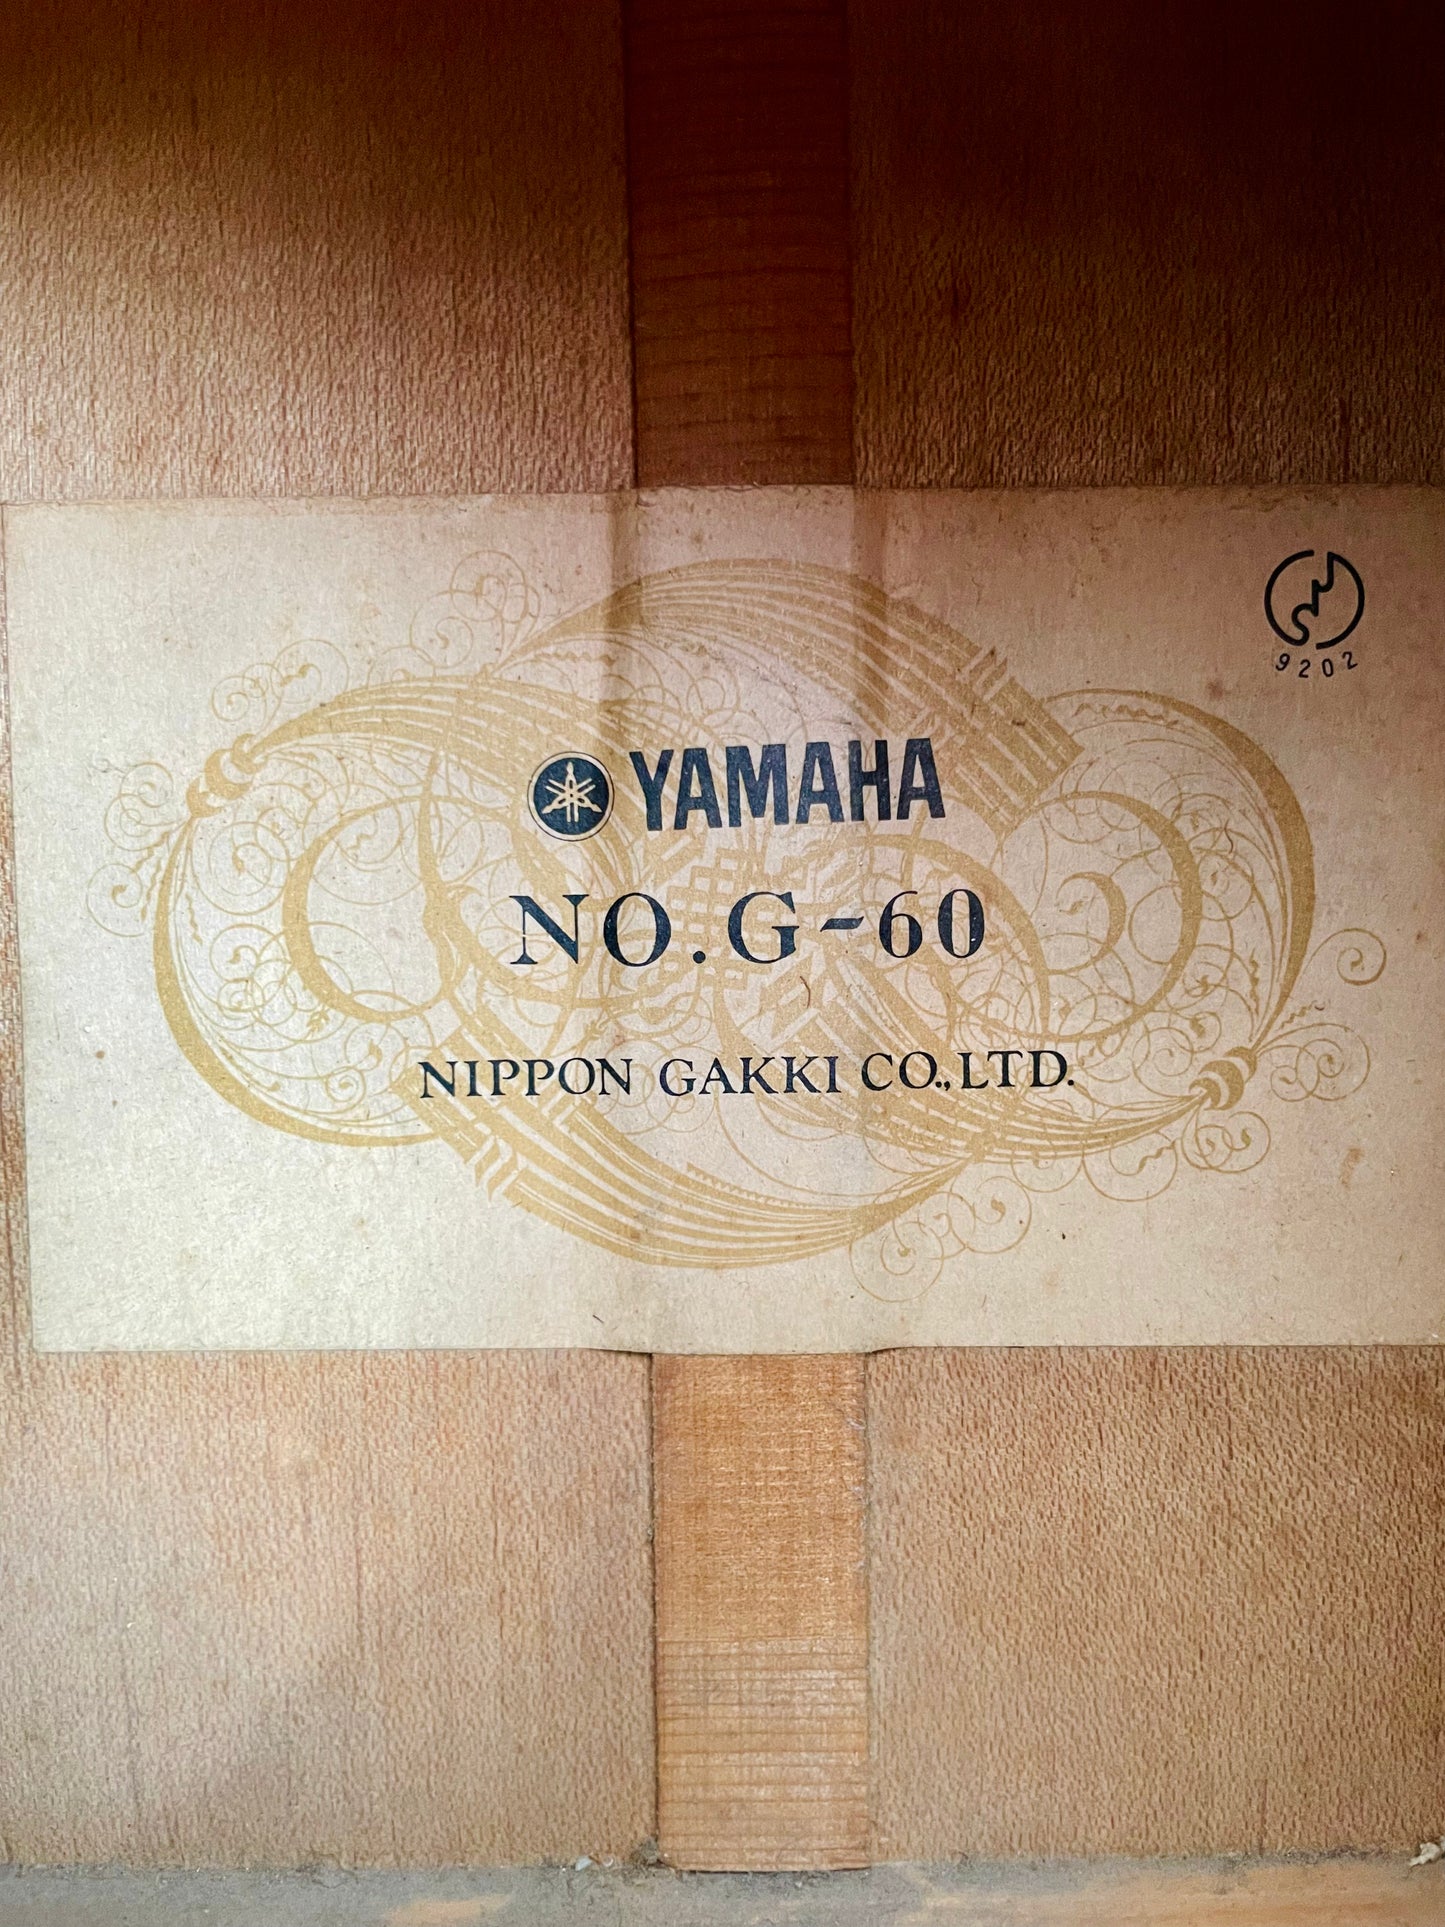 9202
YAMAHA
NO. G-60
NIPPON GAKKI CO., LTD.